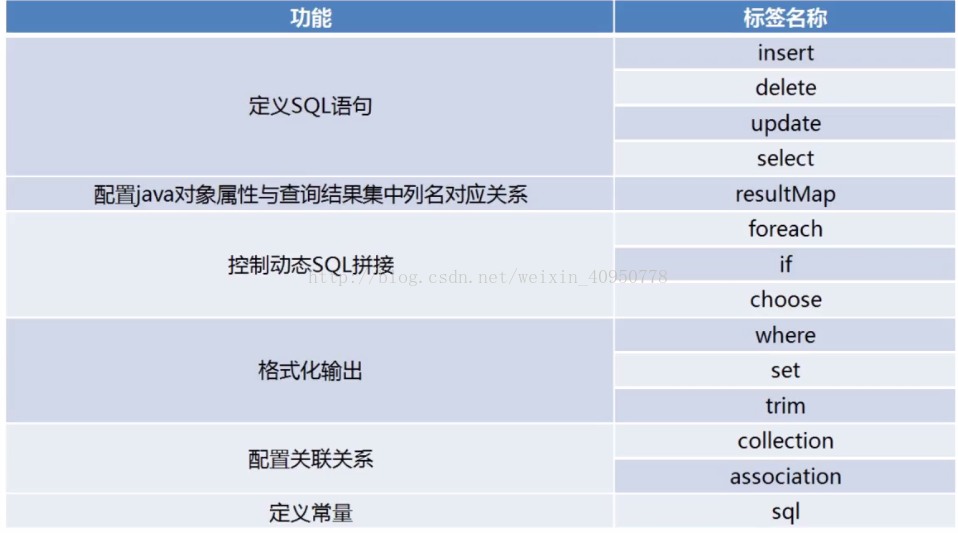 功能 标签名称
定义SQL语句 insert
delete
update
select
配置java对象属性与查询结果集中列名对应关系 resultMap
控制动态SQL拼接 foreach
if
choose
http://blog.csdn.net/weixin_40950778
格式化输出 where
set
trim
配置关联关系 collection
association
定义常量 sql